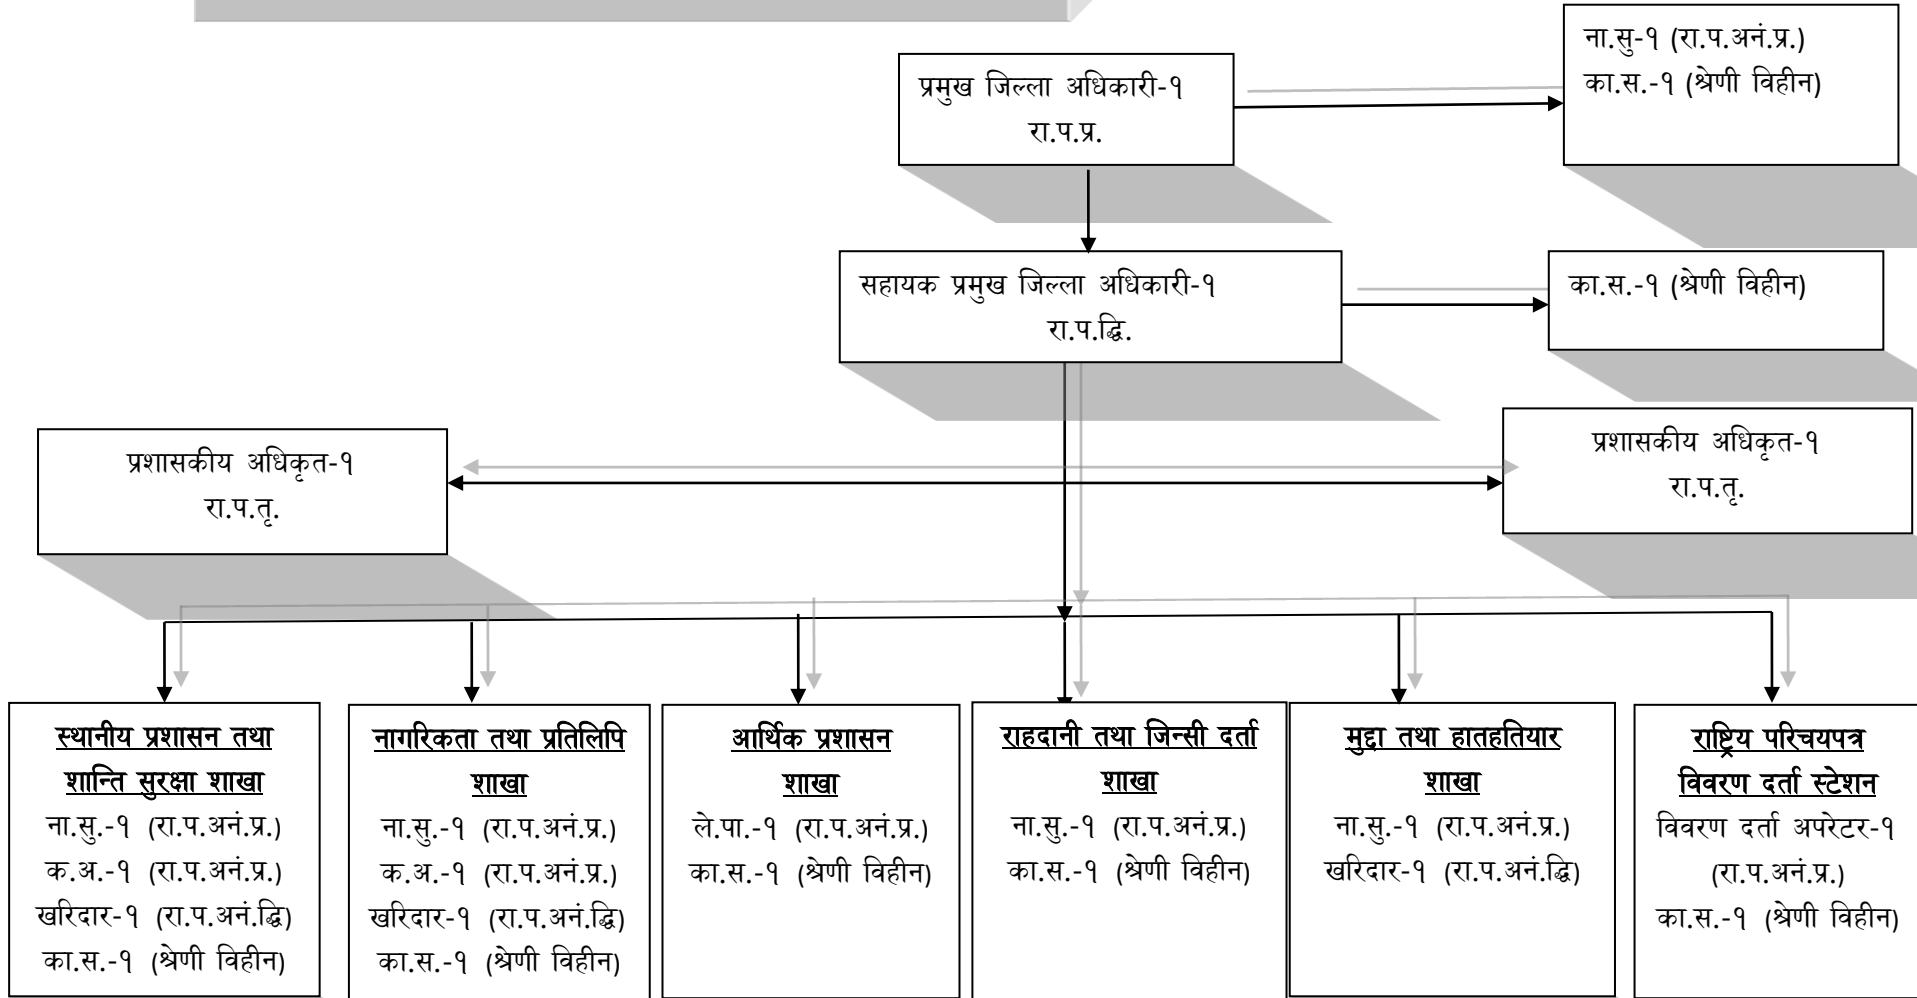 प्रमुख जिल्ला अधिकारी-१
रा.प.प्र.
ना.सु-१ (रा.प.अनं.प्र.)
का.स.-१ (श्रेणी विहीन)
सहायक प्रमुख जिल्ला अधिकारी-१
रा.प.द्धि.
का.स.-१ (श्रेणी विहीन)
प्रशासकीय अधिकृत-१
रा.प.तृ.
प्रशासकीय अधिकृत-१
रा.प.तृ.
स्थानीय प्रशासन तथा
शान्ति सुरक्षा शाखा
ना.सु.-१ (रा.प.अनं.प्र.)
क.अ.-१ (रा.प.अनं.प्र.)
खरिदार-१ (रा.प.अनं.द्धि)
का.स.-१ (श्रेणी विहीन)
नागरिकता तथा प्रतिलिपि
शाखा
ना.सु.-१ (रा.प.अनं.प्र.)
क.अ.-१ (रा.प.अनं.प्र.)
खरिदार-१ (रा.प.अनं.द्धि)
का.स.-१ (श्रेणी विहीन)
आर्थिक प्रशासन
शाखा
ले.पा.-१ (रा.प.अनं.प्र.)
का.स.-१ (श्रेणी विहीन)
राहदानी तथा जिन्सी दर्ता
शाखा
ना.सु.-१ (रा.प.अनं.प्र.)
का.स.-१ (श्रेणी विहीन)
मुद्दा तथा हातहतियार
शाखा
ना.सु.-१ (रा.प.अनं.प्र.)
खरिदार-१ (रा.प.अनं.द्धि)
राष्ट्रिय परिचयपत्र
विवरण दर्ता स्टेशन
विवरण दर्ता अपरेटर-१
(रा.प.अनं.प्र.)
का.स.-१ (श्रेणी विहीन)